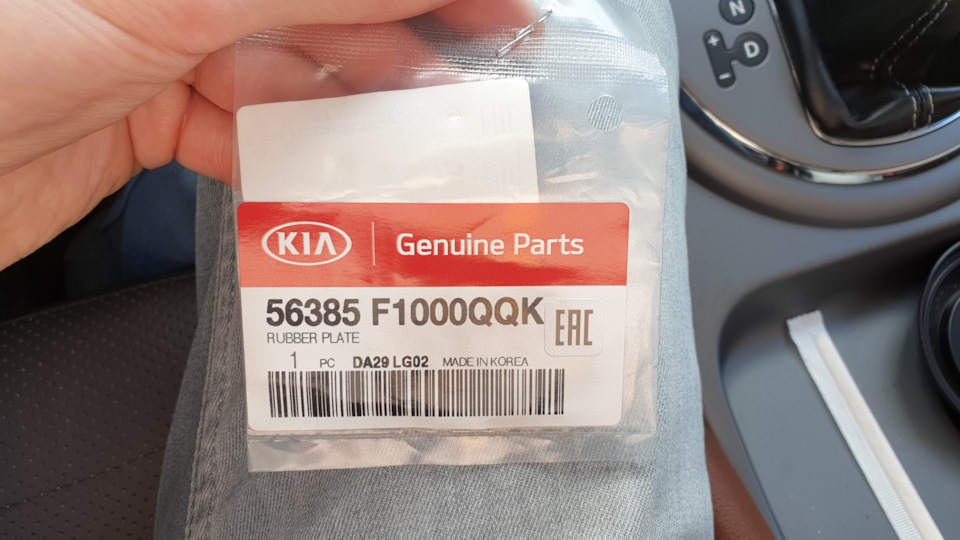 N
+ D
−
KIA Genuine Parts
56385 F1000QQK
EAC
RUBBER PLATE
1 PC DA29 LG02 MADE IN KOREA